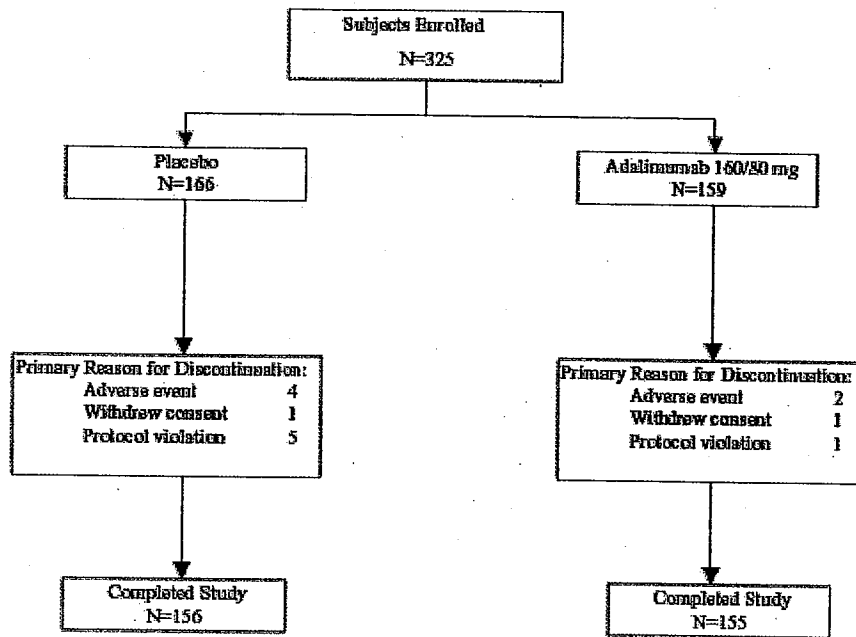 Subjects Enrolled
N=325
Placebo
N=166
Adalimumab 160/80 mg
N=159
Primary Reason for Discontinuation:
Adverse event 4
Withdrew consent 1
Protocol violation 5
Primary Reason for Discontinuation:
Adverse event 2
Withdrew consent 1
Protocol violation 1
Completed Study
N=156
Completed Study
N=155